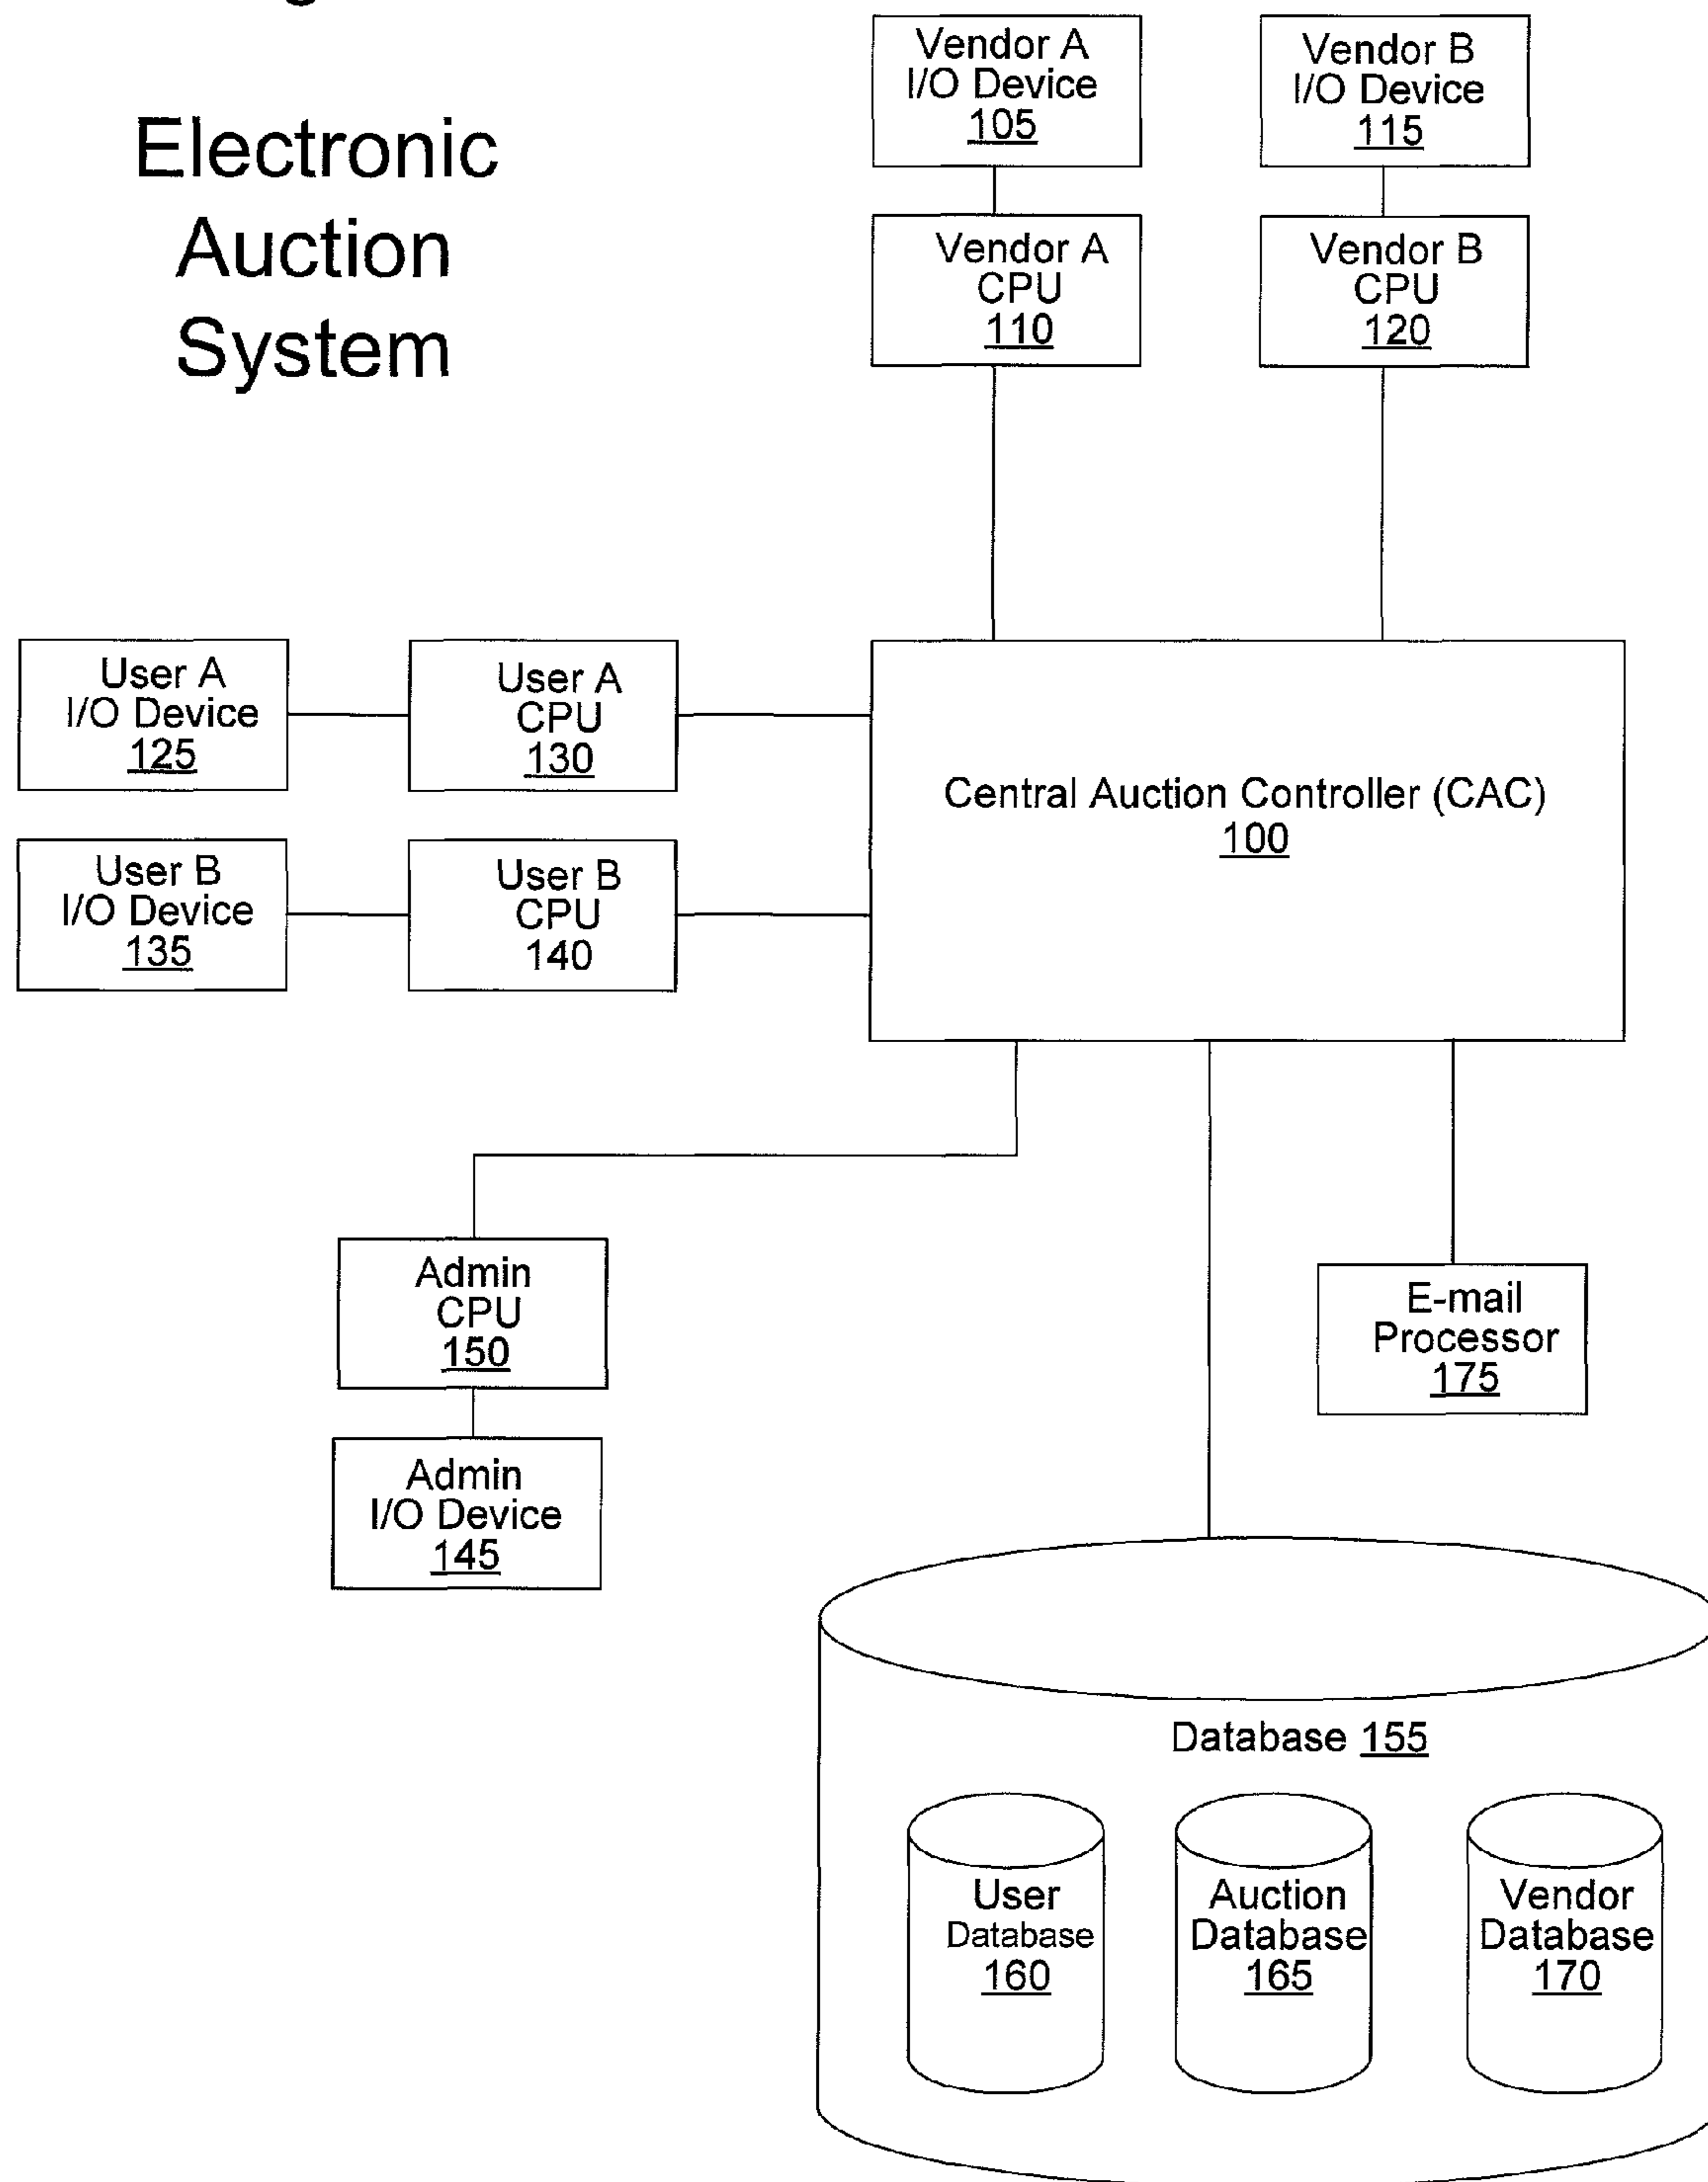 Electronic
Auction
System
Vendor A
I/O Device
105
Vendor B
I/O Device
115
Vendor A
CPU
110
Vendor B
CPU
120
User A
I/O Device
125
User A
CPU
130
Central Auction Controller (CAC)
100
User B
I/O Device
135
User B
CPU
140
Admin
CPU
150
E-mail
Processor
175
Admin
I/O Device
145
Database 155
User
Database
160
Auction
Database
165
Vendor
Database
170